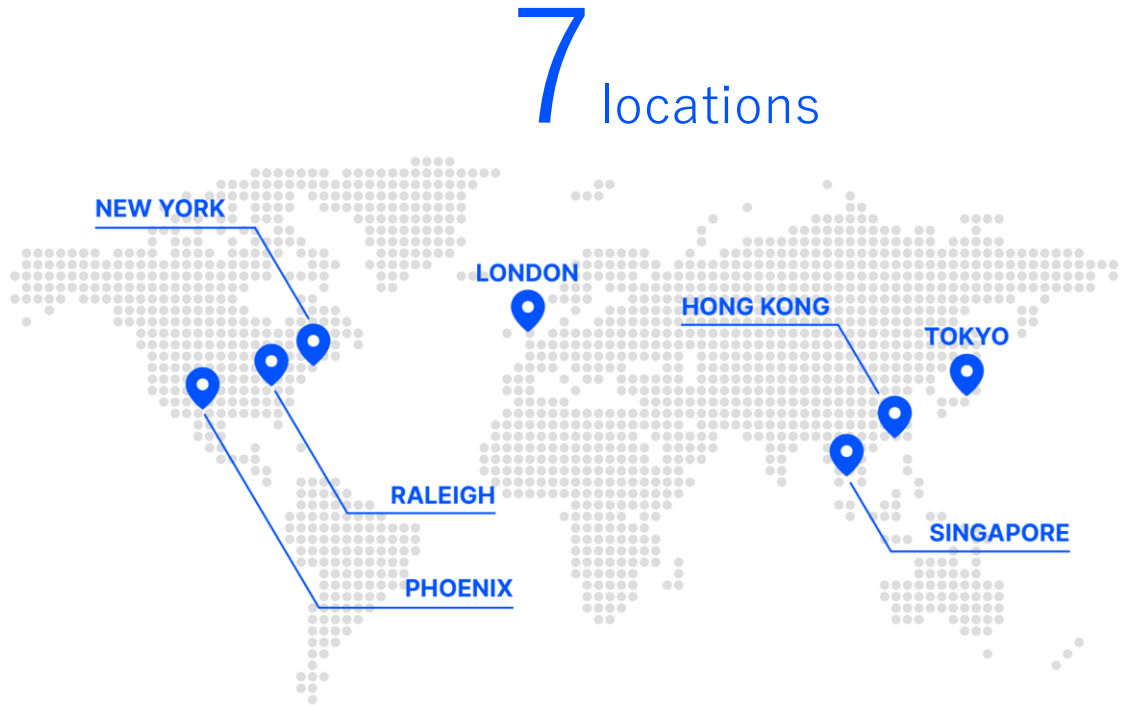 7 locations
NEW YORK
LONDON
HONG KONG
TOKYO
RALEIGH
SINGAPORE
PHOENIX